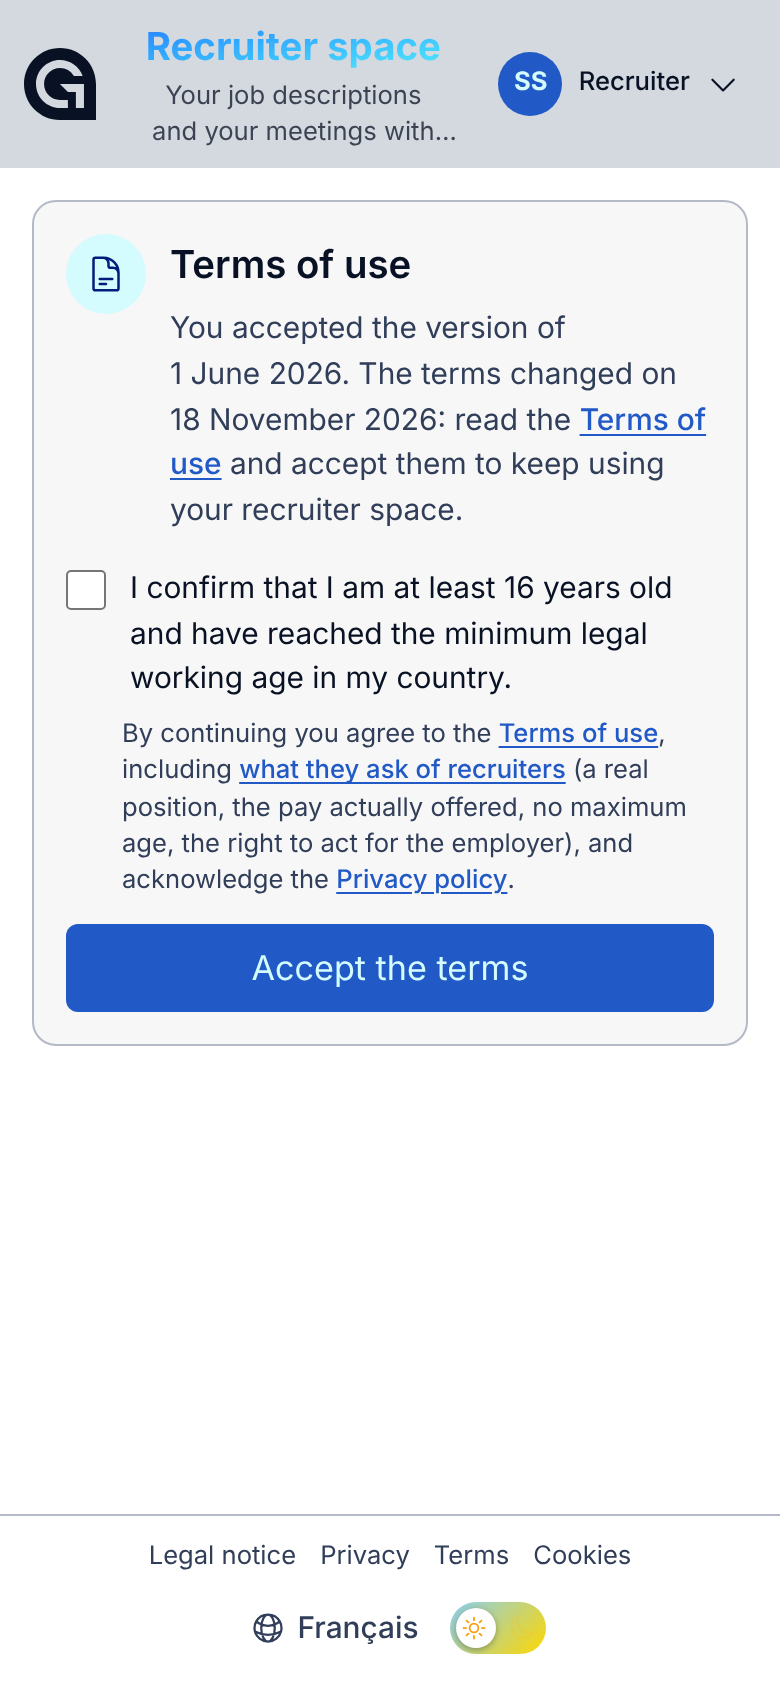 Recruiter space
Your job descriptions
and your meetings with...
SS
Recruiter
Terms of use
You accepted the version of
1 June 2026. The terms changed on
18 November 2026: read the Terms of
use and accept them to keep using
your recruiter space.
I confirm that I am at least 16 years old
and have reached the minimum legal
working age in my country.
By continuing you agree to the Terms of use,
including what they ask of recruiters (a real
position, the pay actually offered, no maximum
age, the right to act for the employer), and
acknowledge the Privacy policy.
Accept the terms
Legal notice Privacy Terms Cookies
Français